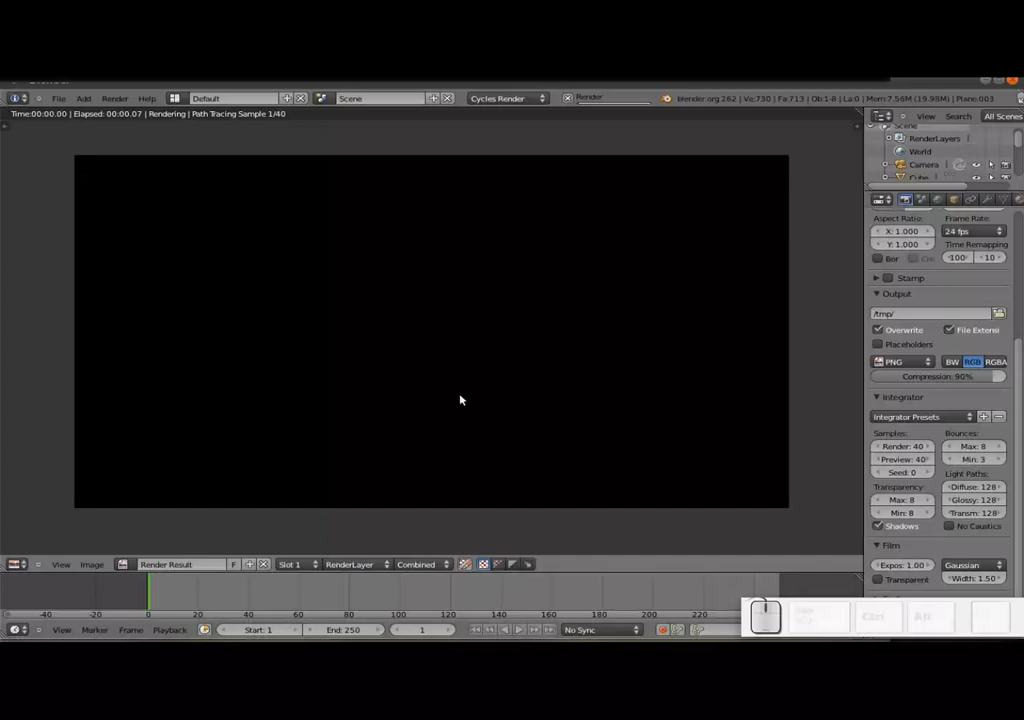 File Add Render Help Default Scene Cycles Render Render blender.org 262 | Ve:730 | Fa:713 | Ob:1-8 | La:0 | Mem:7.56M (19.98M) | Plane.003
Time:00:00.00 | Elapsed: 00:00.07 | Rendering | Path Tracing Sample 1/40
View Search All Scenes
Scene
RenderLayers
World
Camera
Cube
Aspect Ratio: Frame Rate:
X: 1.000 24 fps
Y: 1.000 Time Remapping
Bor 100 10
Stamp
Output
/tmp/
Overwrite File Extensi
Placeholders
PNG BW RGB RGBA
Compression: 90%
Integrator
Integrator Presets
Samples: Bounces:
Render: 40 Max: 8
Preview: 40 Min: 3
Seed: 0 Light Paths:
Transparency: Diffuse: 128
Max: 8 Glossy: 128
Min: 8 Transm: 128
Shadows No Caustics
Film
Expos: 1.00 Gaussian
Transparent Width: 1.50
View Image Render Result F Slot 1 RenderLayer Combined
-40 -20 0 20 40 60 80 100 120 140 160 180 200 220
View Marker Frame Playback Start: 1 End: 250 1 No Sync
Ctrl Alt